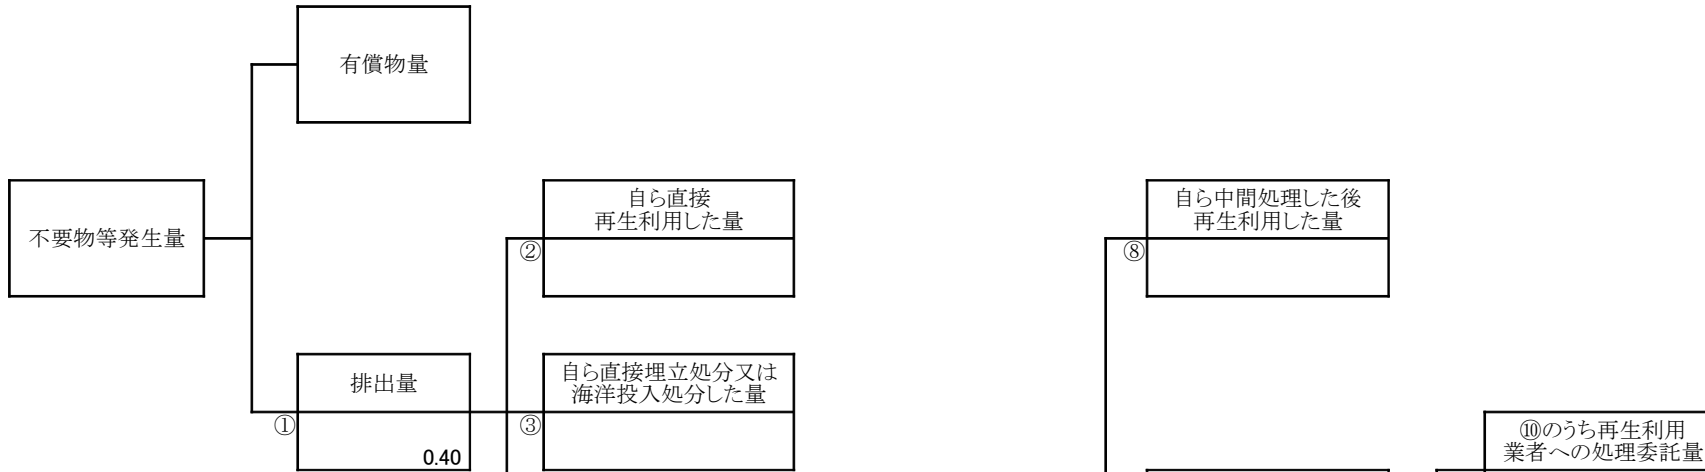 有償物量
不要物等発生量
自ら直接
再生利用した量
②
自ら中間処理した後
再生利用した量
⑧
排出量
①
0.40
自ら直接埋立処分又は
海洋投入処分した量
③
⑩のうち再生利用
業者への処理委託量